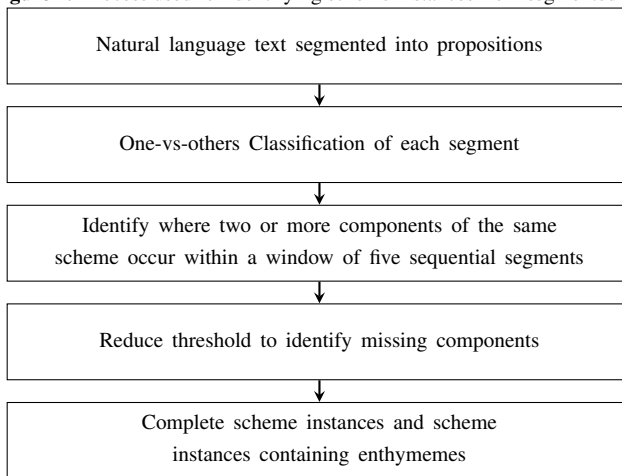 Natural language text segmented into propositions
One-vs-others Classification of each segment
Identify where two or more components of the same
scheme occur within a window of five sequential segments
Reduce threshold to identify missing components
Complete scheme instances and scheme
instances containing enthymemes